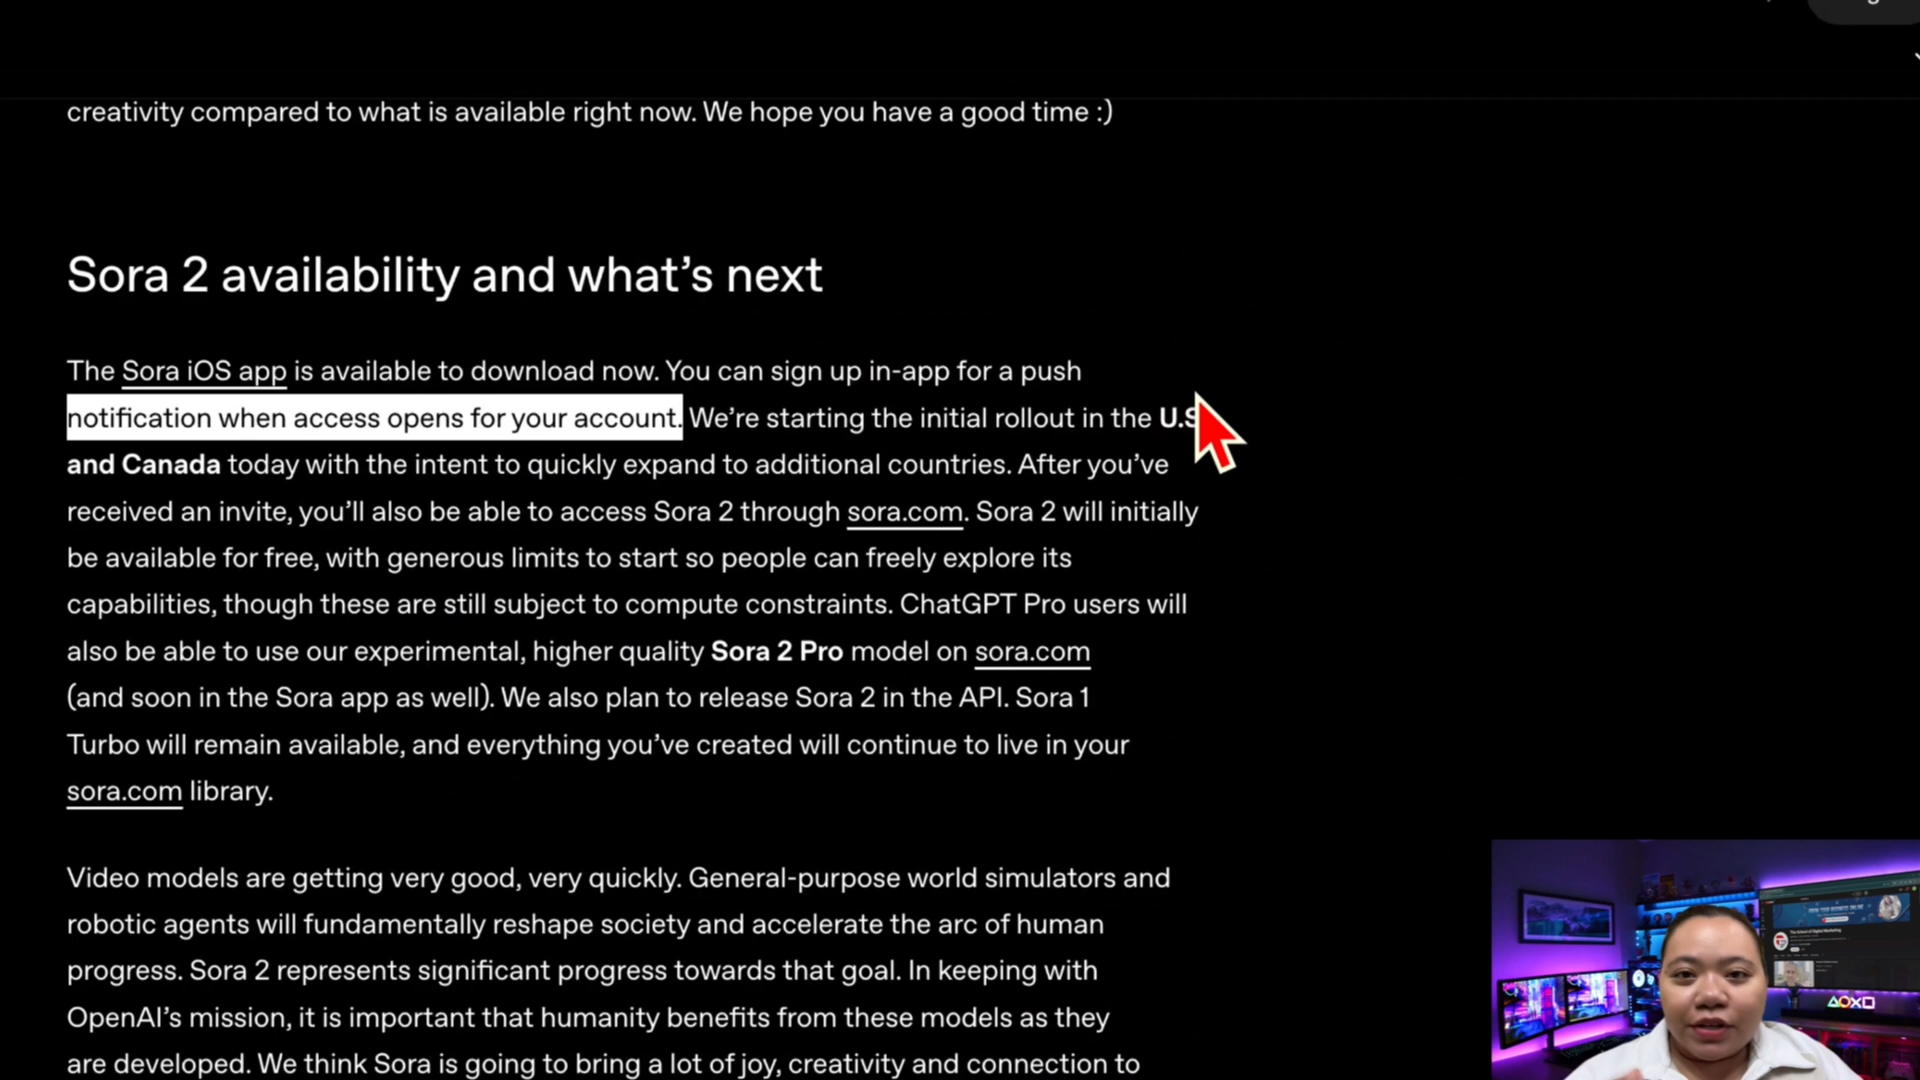 creativity compared to what is available right now. We hope you have a good time :)
Sora 2 availability and what’s next
The Sora iOS app is available to download now. You can sign up in-app for a push
notification when access opens for your account. We’re starting the initial rollout in the U.S
and Canada today with the intent to quickly expand to additional countries. After you’ve
received an invite, you’ll also be able to access Sora 2 through sora.com. Sora 2 will initially
be available for free, with generous limits to start so people can freely explore its
capabilities, though these are still subject to compute constraints. ChatGPT Pro users will
also be able to use our experimental, higher quality Sora 2 Pro model on sora.com
(and soon in the Sora app as well). We also plan to release Sora 2 in the API. Sora 1
Turbo will remain available, and everything you’ve created will continue to live in your
sora.com library.
Video models are getting very good, very quickly. General-purpose world simulators and
robotic agents will fundamentally reshape society and accelerate the arc of human
progress. Sora 2 represents significant progress towards that goal. In keeping with
OpenAI’s mission, it is important that humanity benefits from these models as they
are developed. We think Sora is going to bring a lot of joy, creativity and connection to